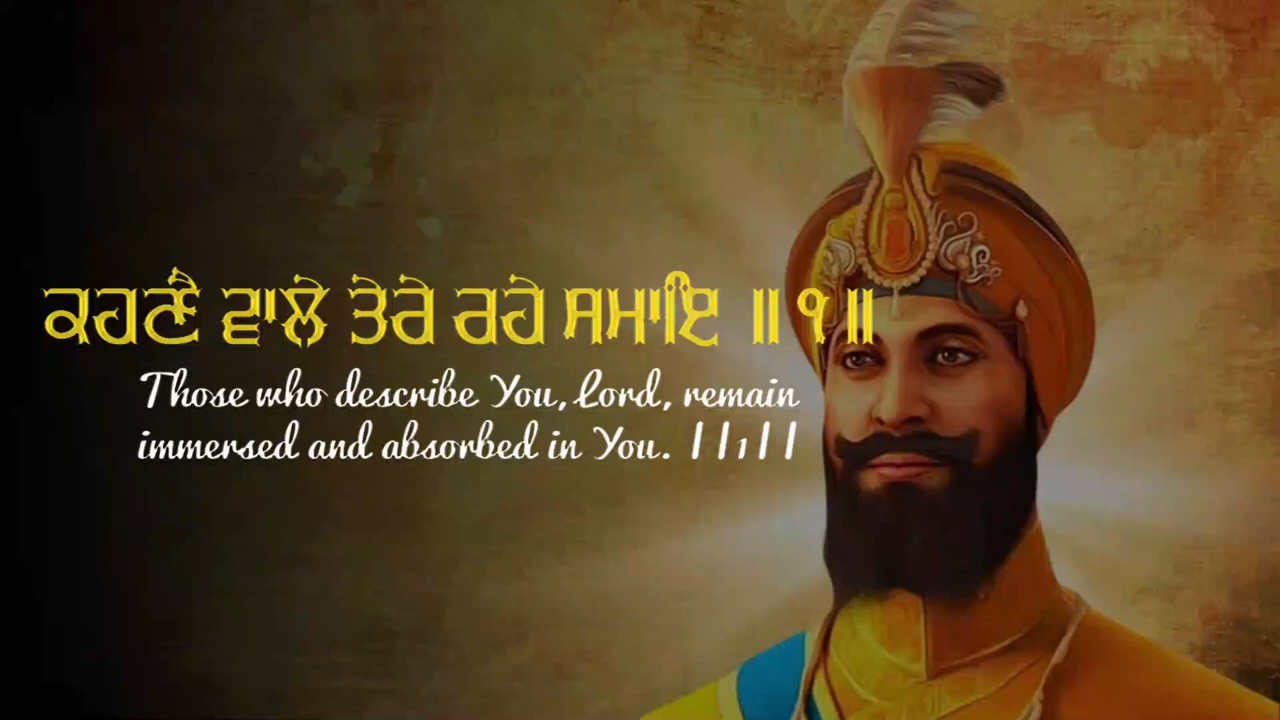 ਕਹਣੈ ਵਾਲੇ ਤੇਰੇ ਰਹੇ ਸਮਾਇ ॥੧॥
Those who describe You, Lord, remain
immersed and absorbed in You. ||1||